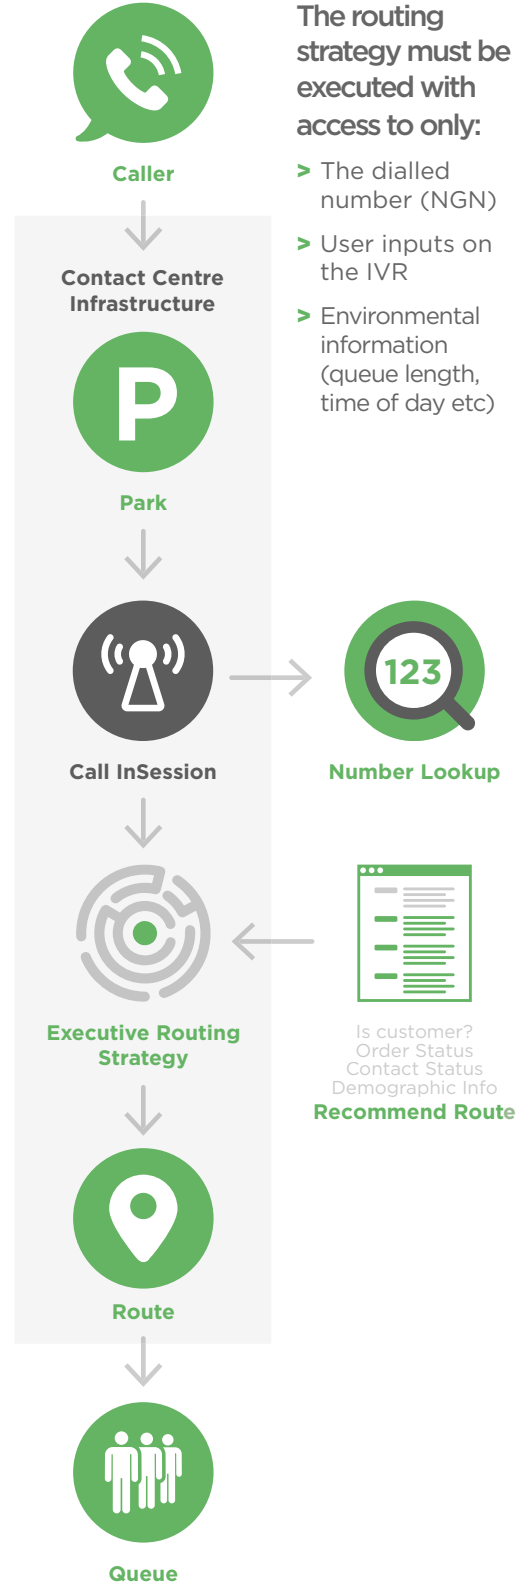 The routing
strategy must be
executed with
access to only:
> The dialled
number (NGN)
> User inputs on
the IVR
> Environmental
information
(queue length,
time of day etc)
Caller
Contact Centre
Infrastructure
P
Park
Call InSession
123
Number Lookup
Executive Routing
Strategy
Is customer?
Order Status
Contact Status
Demographic Info
Recommend Route
Route
Queue